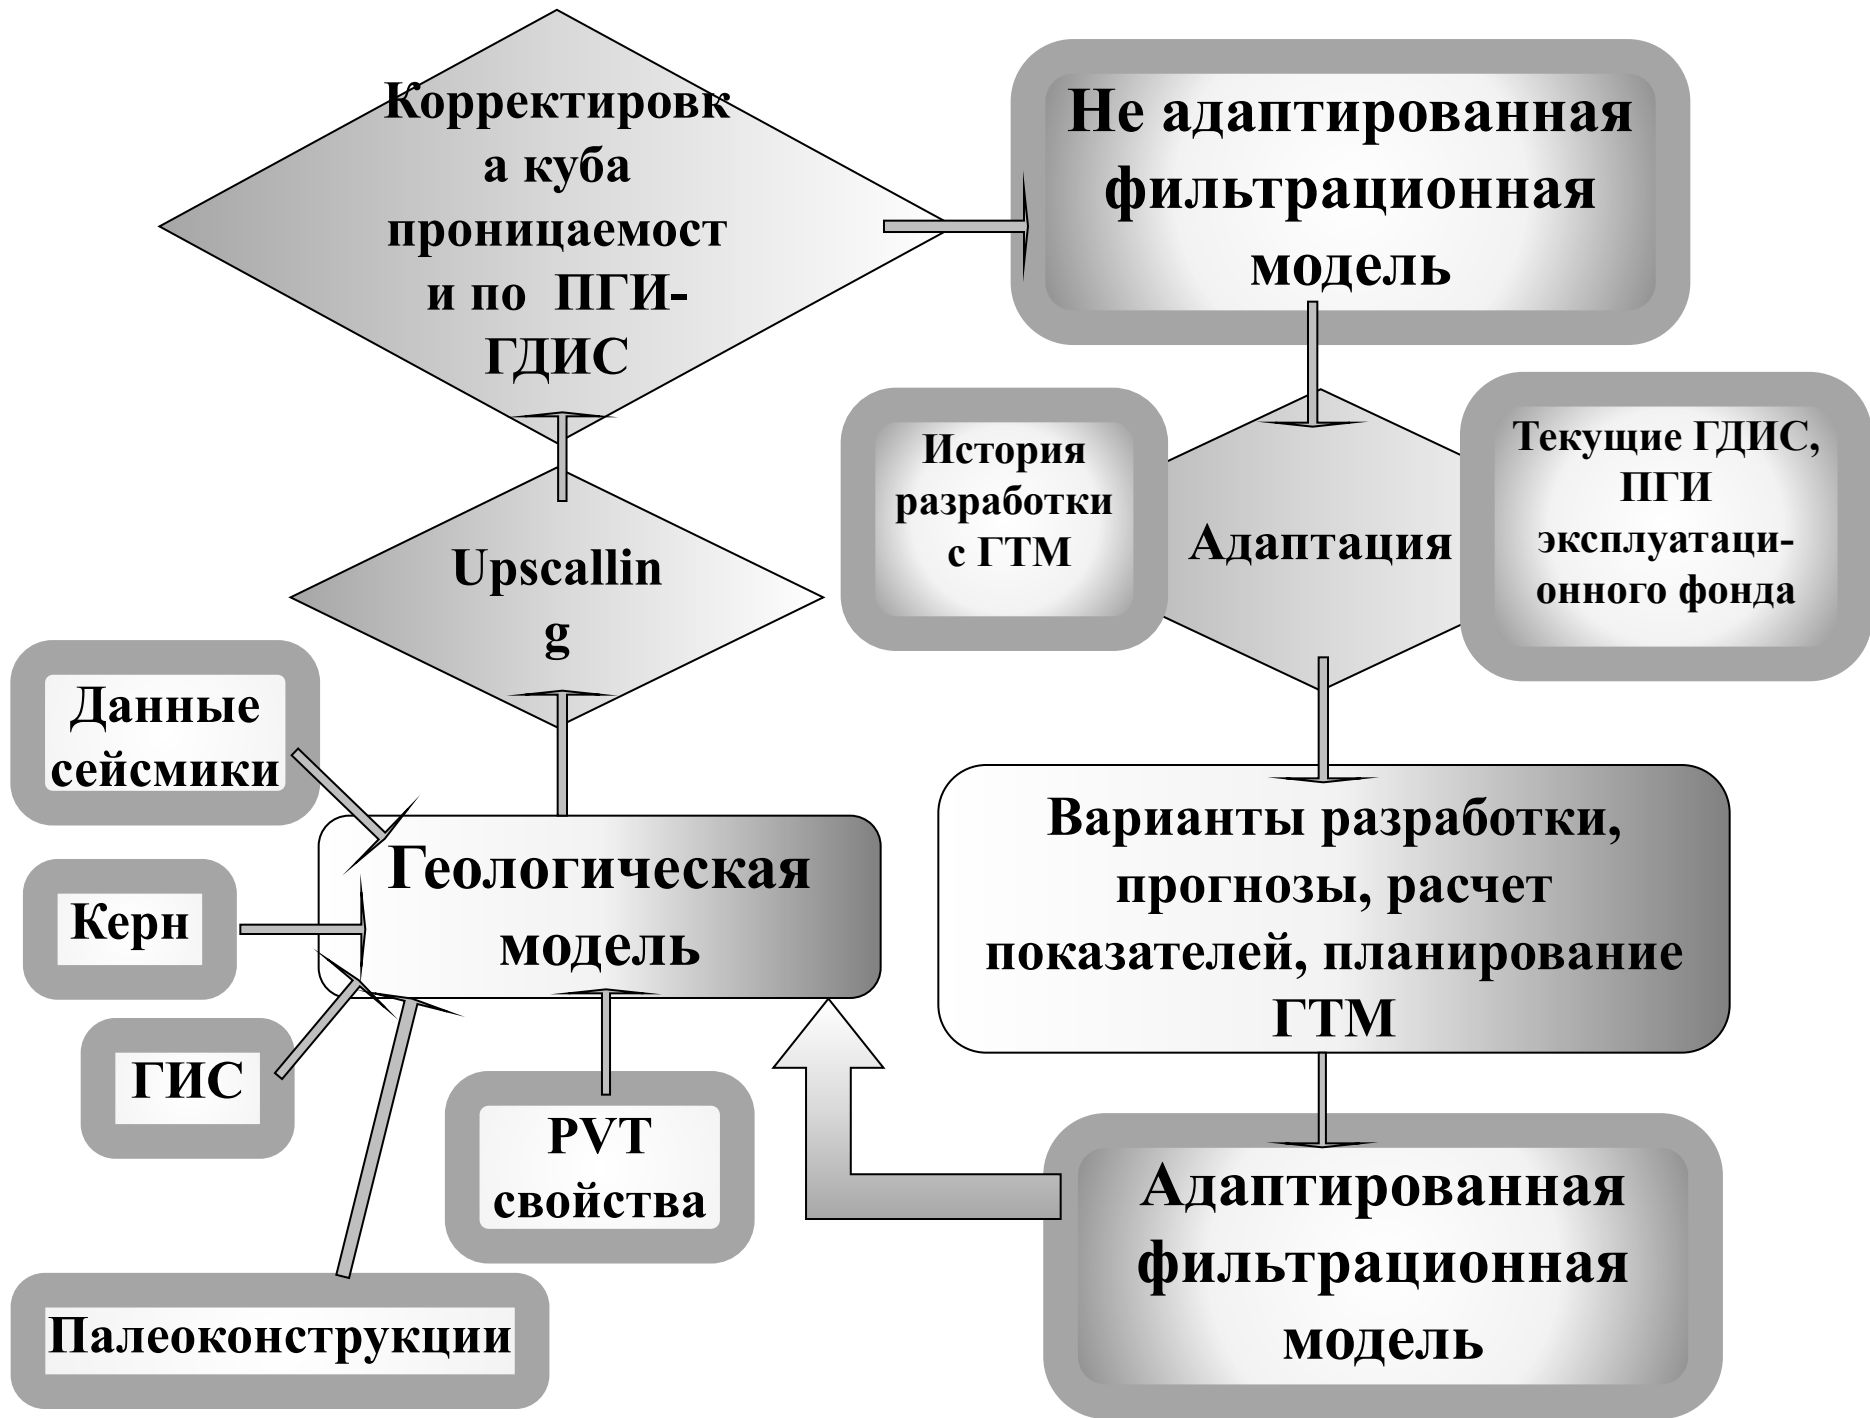 Корректировк
а куба
проницаемост
и по ПГИ-
ГДИС
Не адаптированная
фильтрационная
модель
История
разработки
с ГТМ
Адаптация
Текущие ГДИС,
ПГИ
эксплуатаци-
онного фонда
Upscallin
g
Данные
сейсмики
Геологическая
модель
Керн
ГИС
PVT
свойства
Палеоконструкции
Варианты разработки,
прогнозы, расчет
показателей, планирование
ГТМ
Адаптированная
фильтрационная
модель